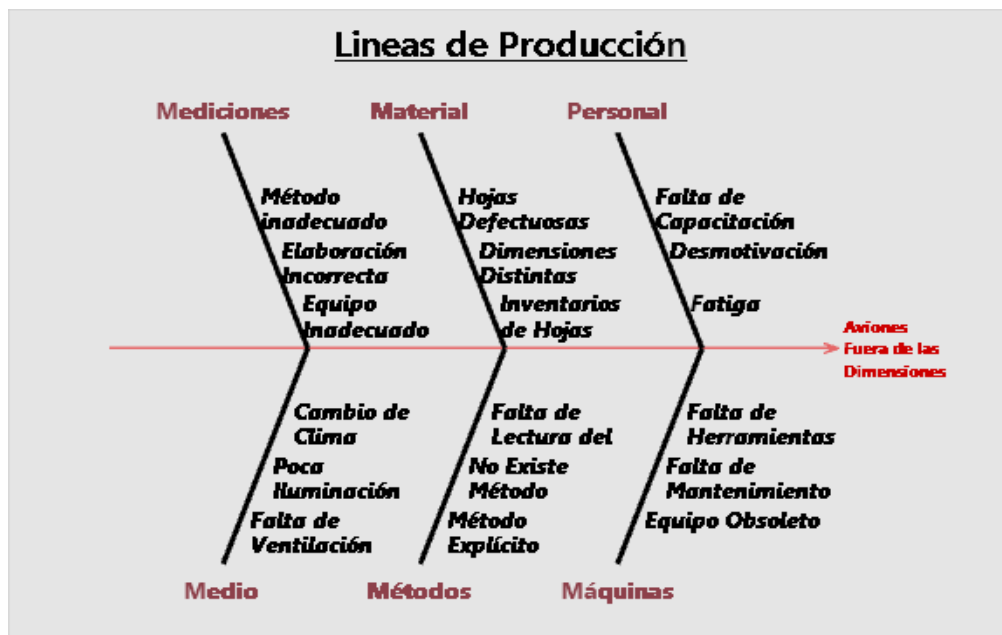 Lineas de Producción
Mediciones
Material
Personal
Método
inadecuado
Elaboración
Incorrecta
Equipo
Inadecuado
Hojas
Defectuosas
Dimensiones
Distintas
Inventarios
de Hojas
Falta de
Capacitación
Desmotivación
Fatiga
Aviones
Fuera de las
Dimensiones
Cambio de
Clima
Poca
Iluminación
Falta de
Ventilación
Falta de
Lectura del
No Existe
Método
Método
Explícito
Falta de
Herramientas
Falta de
Mantenimiento
Equipo Obsoleto
Medio
Métodos
Máquinas